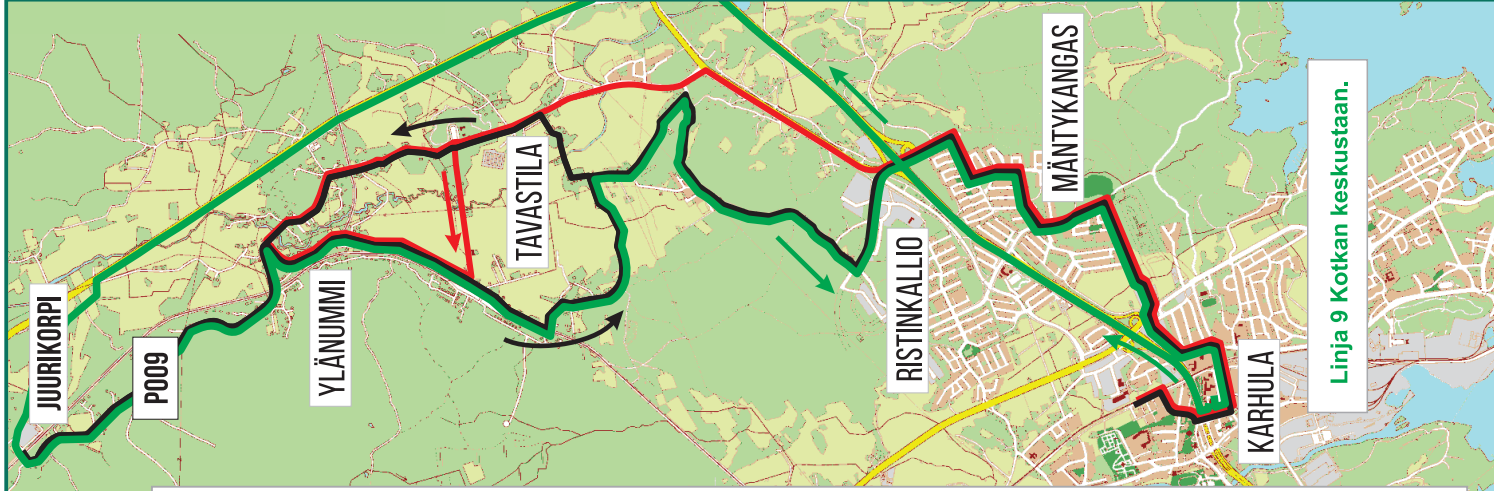 JUURIKORPI
P009
YLÄNUMMI
TAVASTILA
RISTINKALLIO
MÄNTYKANGAS
KARHULA
Linja 9 Kotkan keskustaan.